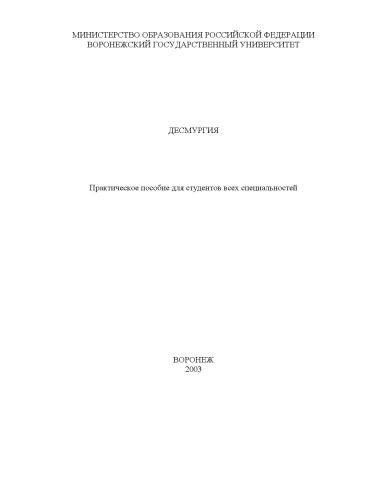 МИНИСТЕРСТВО ОБРАЗОВАНИЯ РОССИЙСКОЙ ФЕДЕРАЦИИ
ВОРОНЕЖСКИЙ ГОСУДАРСТВЕННЫЙ УНИВЕРСИТЕТ
ДЕСМУРГИЯ
Практическое пособие для студентов всех специальностей
ВОРОНЕЖ
2003